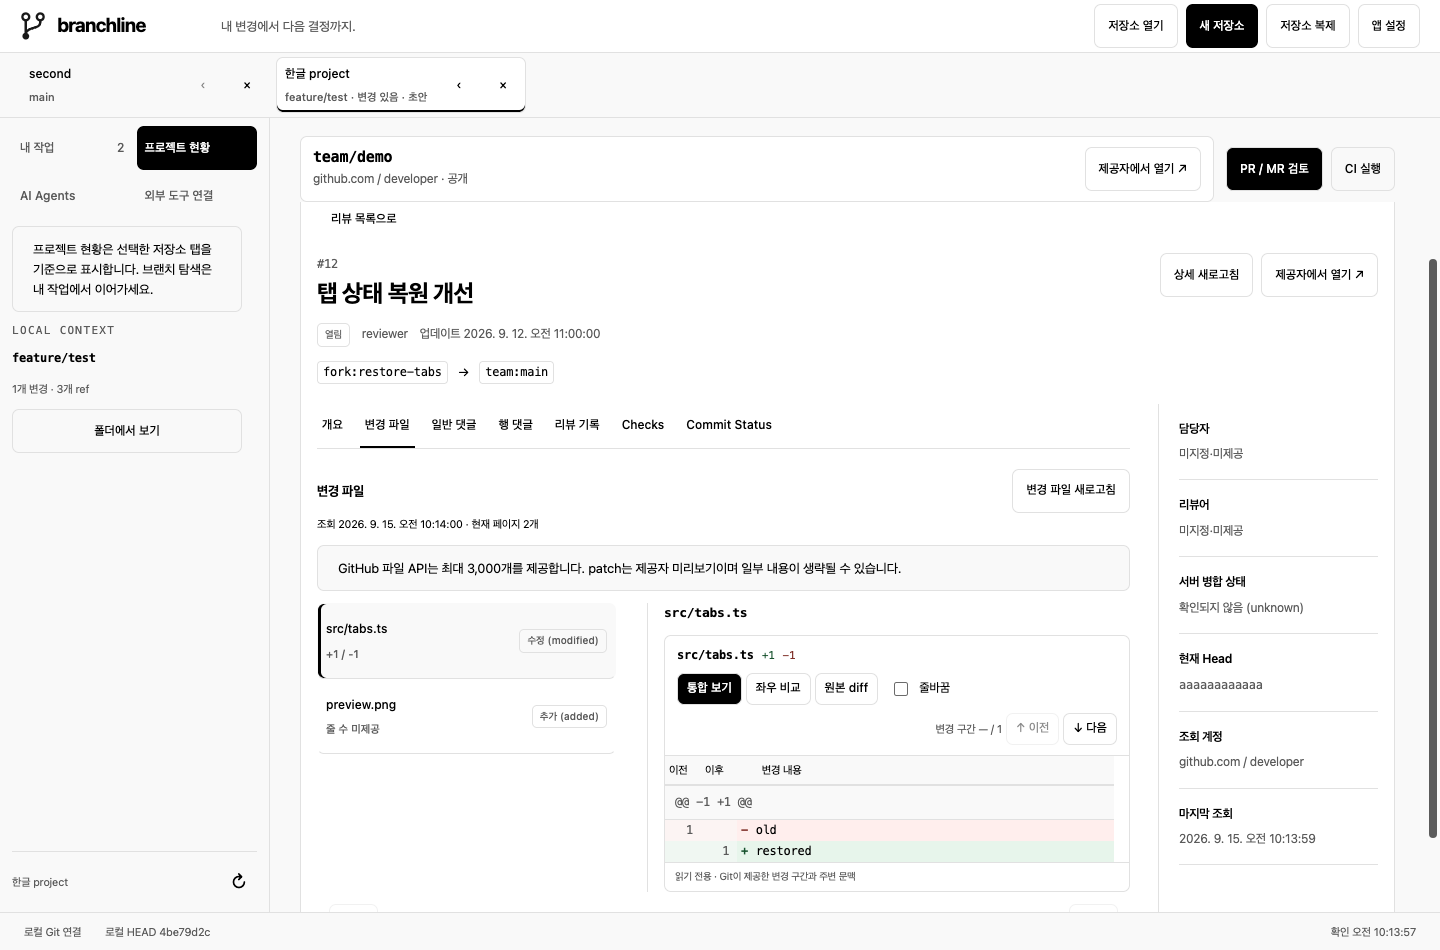 branchline
내 변경에서 다음 결정까지.
저장소 열기
새 저장소
저장소 복제
앱 설정
second
main
‹
×
한글 project
feature/test · 변경 있음 · 초안
‹
×
내 작업 2
프로젝트 현황
AI Agents
외부 도구 연결
프로젝트 현황은 선택한 저장소 탭을
기준으로 표시합니다. 브랜치 탐색은
내 작업에서 이어가세요.
LOCAL CONTEXT
feature/test
1개 변경 · 3개 ref
폴더에서 보기
한글 project
team/demo
github.com / developer · 공개
제공자에서 열기 ↗
PR / MR 검토
CI 실행
리뷰 목록으로
#12
탭 상태 복원 개선
상세 새로고침
제공자에서 열기 ↗
열림 reviewer 업데이트 2026. 9. 12. 오전 11:00:00
fork:restore-tabs → team:main
개요 변경 파일 일반 댓글 행 댓글 리뷰 기록 Checks Commit Status
변경 파일
변경 파일 새로고침
조회 2026. 9. 15. 오전 10:14:00 · 현재 페이지 2개
GitHub 파일 API는 최대 3,000개를 제공합니다. patch는 제공자 미리보기이며 일부 내용이 생략될 수 있습니다.
src/tabs.ts
+1 / -1
수정 (modified)
preview.png
줄 수 미제공
추가 (added)
src/tabs.ts
src/tabs.ts +1 −1
통합 보기 좌우 비교 원본 diff 줄바꿈
변경 구간 — / 1 ↑ 이전 ↓ 다음
이전 이후 변경 내용
@@ −1 +1 @@
1 − old
1 + restored
읽기 전용 · Git이 제공한 변경 구간과 주변 문맥
담당자
미지정·미제공
리뷰어
미지정·미제공
서버 병합 상태
확인되지 않음 (unknown)
현재 Head
aaaaaaaaaaaa
조회 계정
github.com / developer
마지막 조회
2026. 9. 15. 오전 10:13:59
로컬 Git 연결 로컬 HEAD 4be79d2c
확인 오전 10:13:57